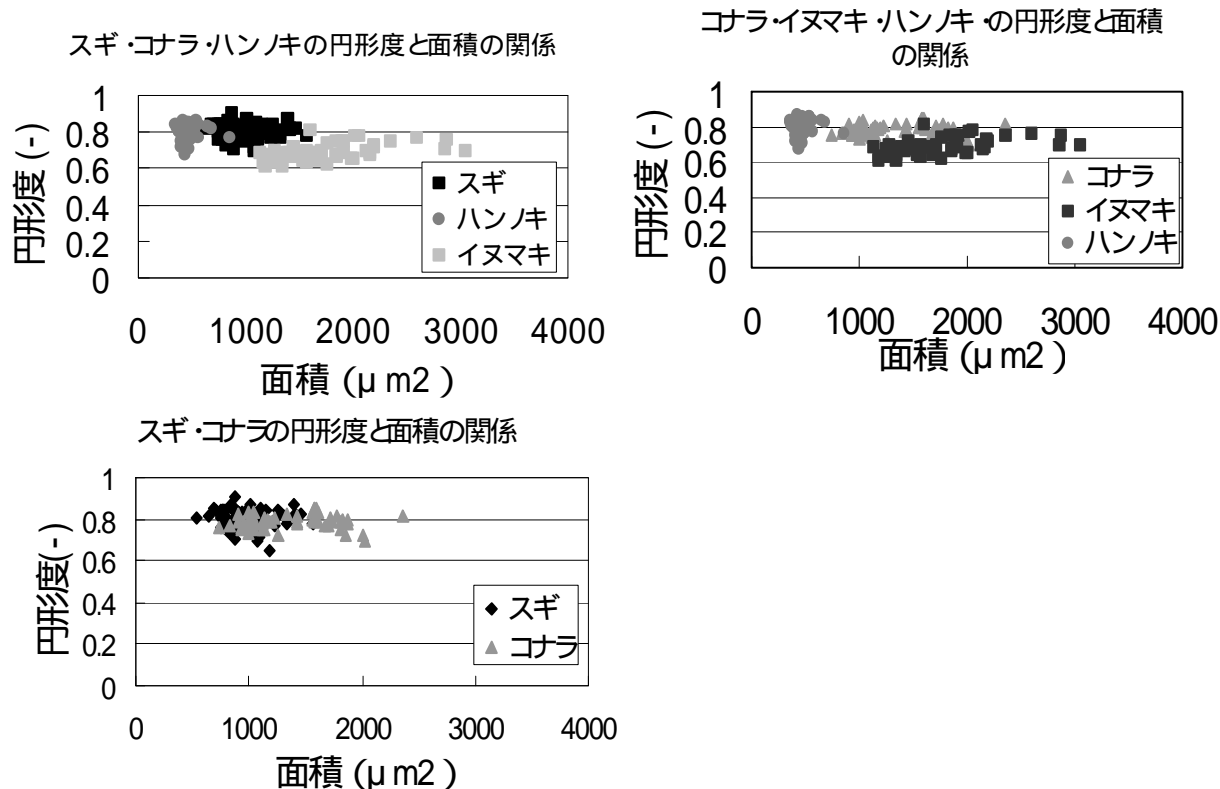 スギ・コナラ・ハンノキの円形度と面積の関係
円形度(-)
1
0.8
0.6
0.4
0.2
0
スギ
ハンノキ
イヌマキ
0 1000 2000 3000 4000
面積(μm2)
コナラ・イヌマキ・ハンノキ・の円形度と面積
の関係
円形度(-)
1
0.8
0.6
0.4
0.2
0
コナラ
イヌマキ
ハンノキ
0 1000 2000 3000 4000
面積(μm2)
スギ・コナラの円形度と面積の関係
円形度(-)
1
0.8
0.6
0.4
0.2
0
スギ
コナラ
0 1000 2000 3000 4000
面積(μm2)